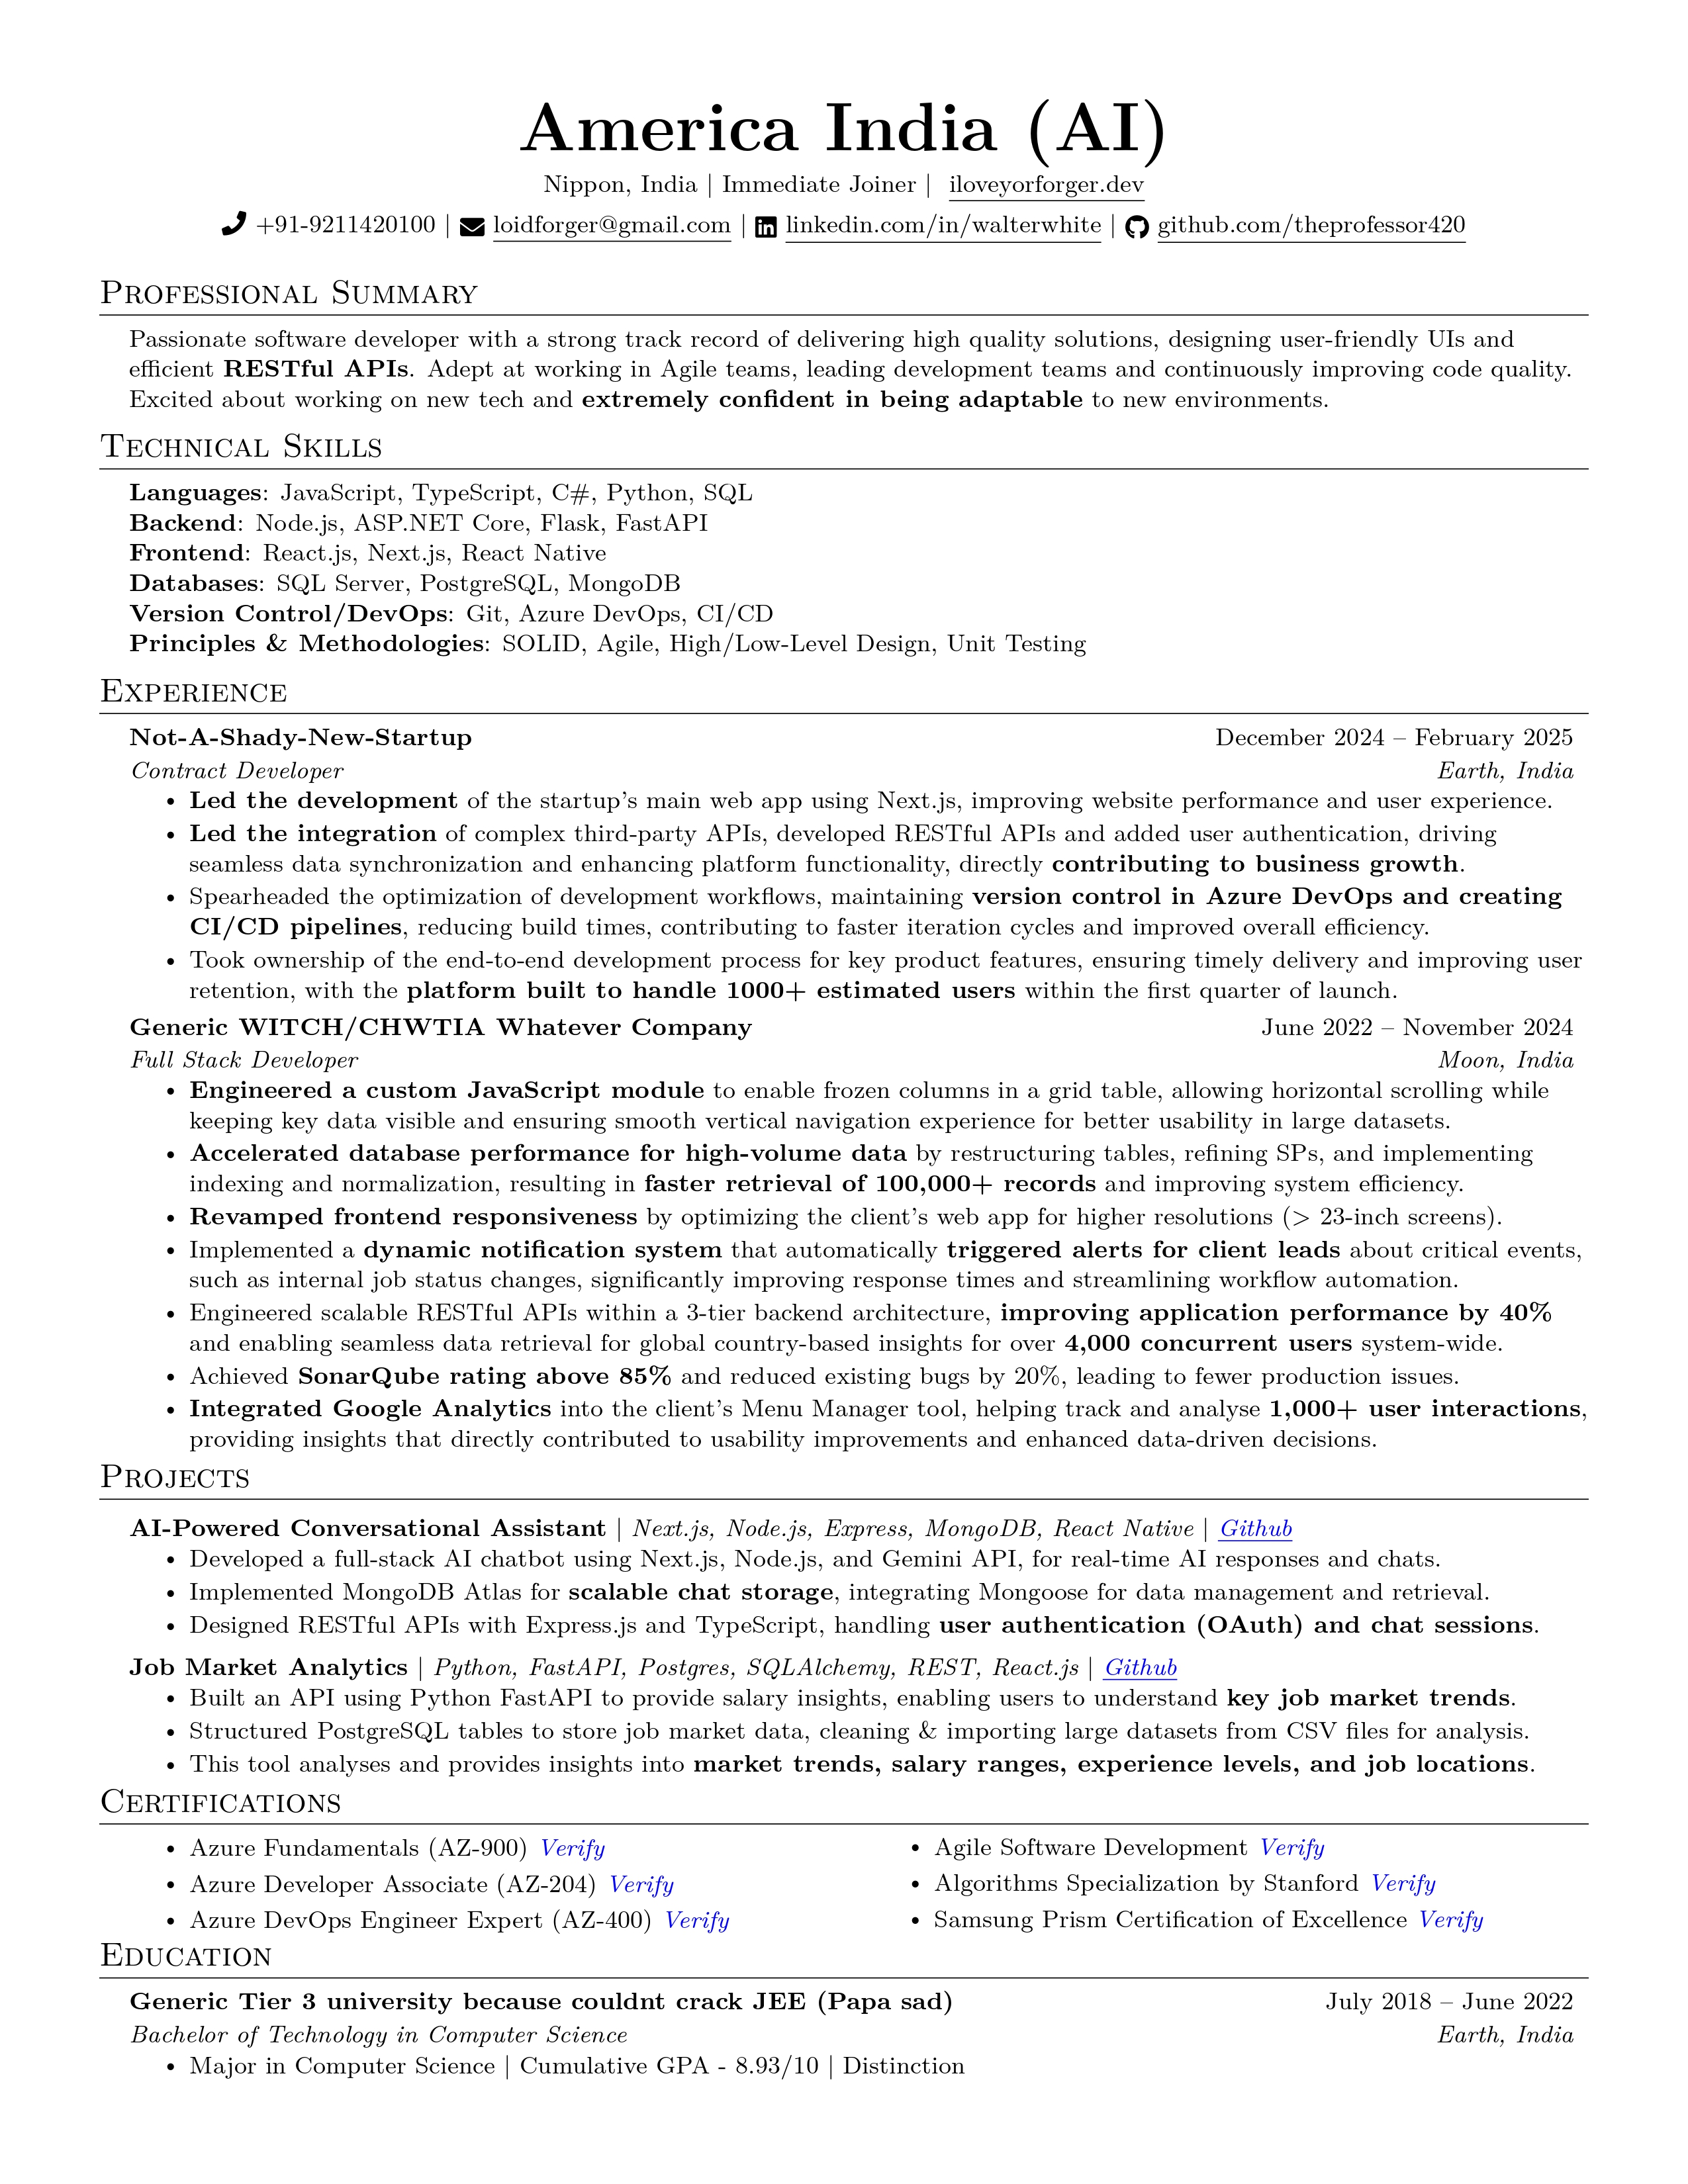 America India (AI)
Nippon, India | Immediate Joiner | iloveyorforger.dev
+91-9211420100 | loidforger@gmail.com | linkedin.com/in/walterwhite | github.com/theprofessor420
Professional Summary
Passionate software developer with a strong track record of delivering high quality solutions, designing user-friendly UIs and
efficient RESTful APIs. Adept at working in Agile teams, leading development teams and continuously improving code quality.
Excited about working on new tech and extremely confident in being adaptable to new environments.
Technical Skills
Languages: JavaScript, TypeScript, C#, Python, SQL
Backend: Node.js, ASP.NET Core, Flask, FastAPI
Frontend: React.js, Next.js, React Native
Databases: SQL Server, PostgreSQL, MongoDB
Version Control/DevOps: Git, Azure DevOps, CI/CD
Principles & Methodologies: SOLID, Agile, High/Low-Level Design, Unit Testing
Experience
Not-A-Shady-New-Startup December 2024 – February 2025
Contract Developer Earth, India
• Led the development of the startup's main web app using Next.js, improving website performance and user experience.
• Led the integration of complex third-party APIs, developed RESTful APIs and added user authentication, driving
seamless data synchronization and enhancing platform functionality, directly contributing to business growth.
• Spearheaded the optimization of development workflows, maintaining version control in Azure DevOps and creating
CI/CD pipelines, reducing build times, contributing to faster iteration cycles and improved overall efficiency.
• Took ownership of the end-to-end development process for key product features, ensuring timely delivery and improving user
retention, with the platform built to handle 1000+ estimated users within the first quarter of launch.
Generic WITCH/CHWTIA Whatever Company June 2022 – November 2024
Full Stack Developer Moon, India
• Engineered a custom JavaScript module to enable frozen columns in a grid table, allowing horizontal scrolling while
keeping key data visible and ensuring smooth vertical navigation experience for better usability in large datasets.
• Accelerated database performance for high-volume data by restructuring tables, refining SPs, and implementing
indexing and normalization, resulting in faster retrieval of 100,000+ records and improving system efficiency.
• Revamped frontend responsiveness by optimizing the client's web app for higher resolutions (> 23-inch screens).
• Implemented a dynamic notification system that automatically triggered alerts for client leads about critical events,
such as internal job status changes, significantly improving response times and streamlining workflow automation.
• Engineered scalable RESTful APIs within a 3-tier backend architecture, improving application performance by 40%
and enabling seamless data retrieval for global country-based insights for over 4,000 concurrent users system-wide.
• Achieved SonarQube rating above 85% and reduced existing bugs by 20%, leading to fewer production issues.
• Integrated Google Analytics into the client's Menu Manager tool, helping track and analyse 1,000+ user interactions,
providing insights that directly contributed to usability improvements and enhanced data-driven decisions.
Projects
AI-Powered Conversational Assistant | Next.js, Node.js, Express, MongoDB, React Native | Github
• Developed a full-stack AI chatbot using Next.js, Node.js, and Gemini API, for real-time AI responses and chats.
• Implemented MongoDB Atlas for scalable chat storage, integrating Mongoose for data management and retrieval.
• Designed RESTful APIs with Express.js and TypeScript, handling user authentication (OAuth) and chat sessions.
Job Market Analytics | Python, FastAPI, Postgres, SQLAlchemy, REST, React.js | Github
• Built an API using Python FastAPI to provide salary insights, enabling users to understand key job market trends.
• Structured PostgreSQL tables to store job market data, cleaning & importing large datasets from CSV files for analysis.
• This tool analyses and provides insights into market trends, salary ranges, experience levels, and job locations.
Certifications
• Azure Fundamentals (AZ-900) Verify
• Azure Developer Associate (AZ-204) Verify
• Azure DevOps Engineer Expert (AZ-400) Verify
• Agile Software Development Verify
• Algorithms Specialization by Stanford Verify
• Samsung Prism Certification of Excellence Verify
Education
Generic Tier 3 university because couldnt crack JEE (Papa sad) July 2018 – June 2022
Bachelor of Technology in Computer Science Earth, India
• Major in Computer Science | Cumulative GPA - 8.93/10 | Distinction